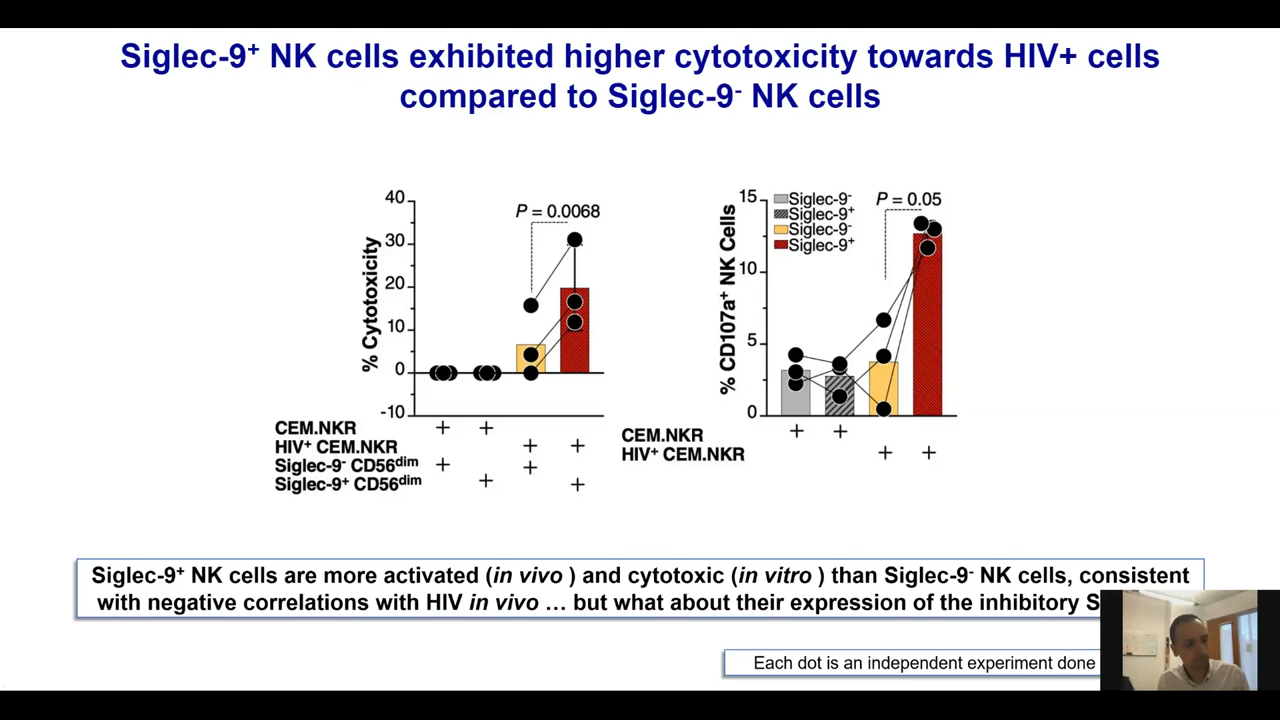 Siglec-9⁺ NK cells exhibited higher cytotoxicity towards HIV+ cells
compared to Siglec-9⁻ NK cells
40
30
20
10
0
-10
% Cytotoxicity
P = 0.0068
CEM.NKR + +
HIV⁺ CEM.NKR + +
Siglec-9⁻ CD56ᵈⁱᵐ + +
Siglec-9⁺ CD56ᵈⁱᵐ + +
15
10
5
0
% CD107a⁺ NK Cells
Siglec-9⁻
Siglec-9⁺
Siglec-9⁻
Siglec-9⁺
P = 0.05
CEM.NKR + +
HIV⁺ CEM.NKR + +
Siglec-9⁺ NK cells are more activated (in vivo ) and cytotoxic (in vitro ) than Siglec-9⁻ NK cells, consistent
with negative correlations with HIV in vivo … but what about their expression of the inhibitory
Each dot is an independent experiment done